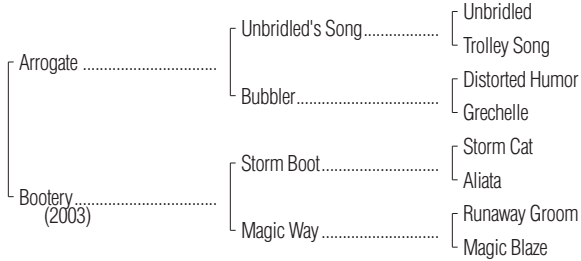 Unbridled
Unbridled's Song
Trolley Song
Arrogate
Distorted Humor
Bubbler
Grechelle
Storm Cat
Storm Boot
Aliata
Bootery
(2003)
Runaway Groom
Magic Way
Magic Blaze